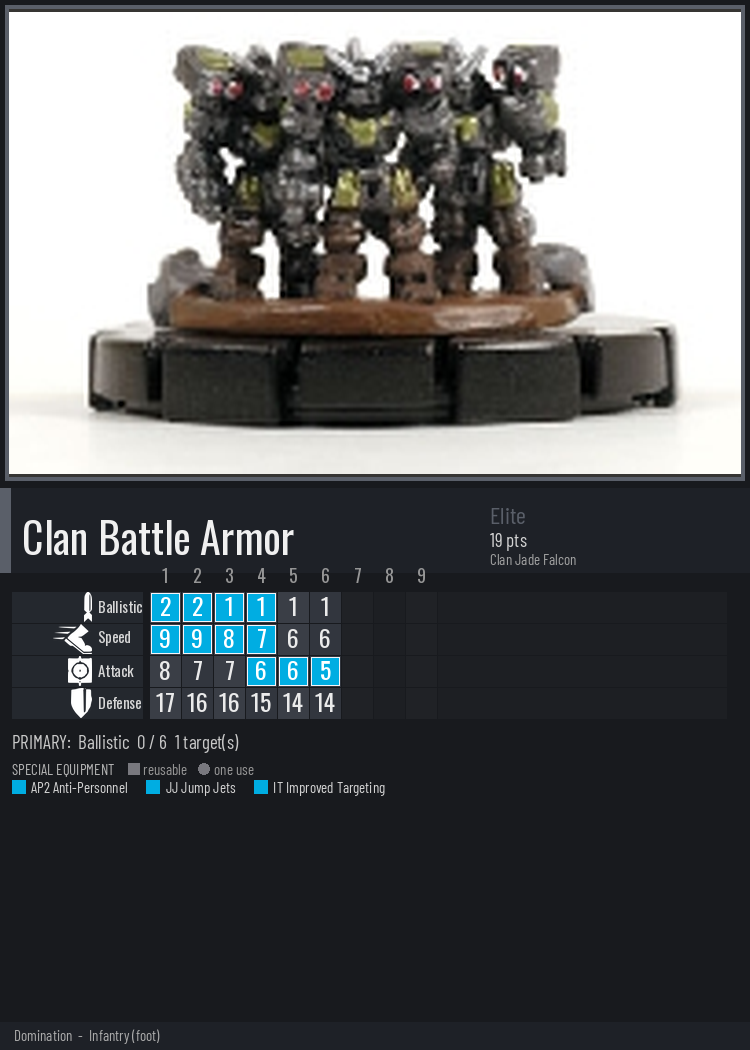 Clan Battle Armor
Elite
19 pts
Clan Jade Falcon
1 2 3 4 5 6 7 8 9
Ballistic 2 2 1 1 1 1
Speed 9 9 8 7 6 6
Attack 8 7 7 6 6 5
Defense 17 16 16 15 14 14
PRIMARY: Ballistic 0 / 6 1 target(s)
SPECIAL EQUIPMENT reusable one use
AP2 Anti-Personnel JJ Jump Jets IT Improved Targeting
Domination - Infantry (foot)